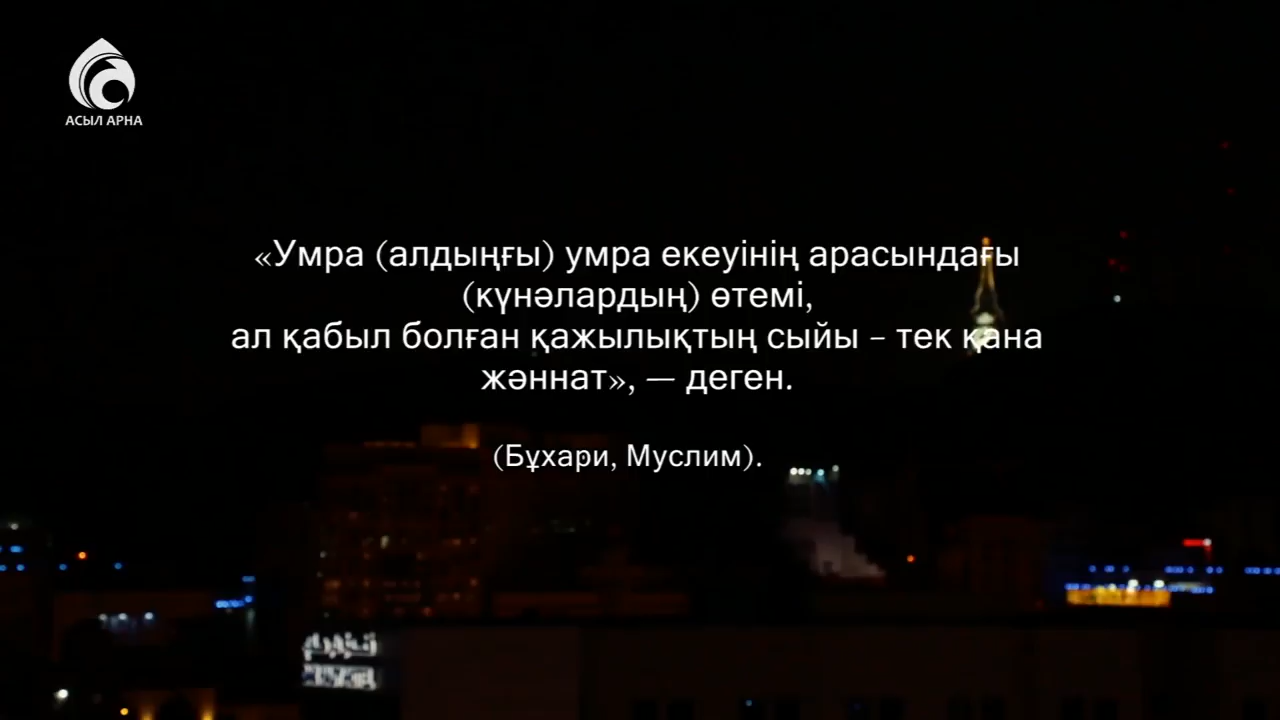 АСЫЛ АРНА
«Умра (алдыңғы) умра екеуінің арасындағы
(күнәлардың) өтемі,
ал қабыл болған қажылықтың сыйы – тек қана
жәннат», — деген.
(Бұхари, Муслим).